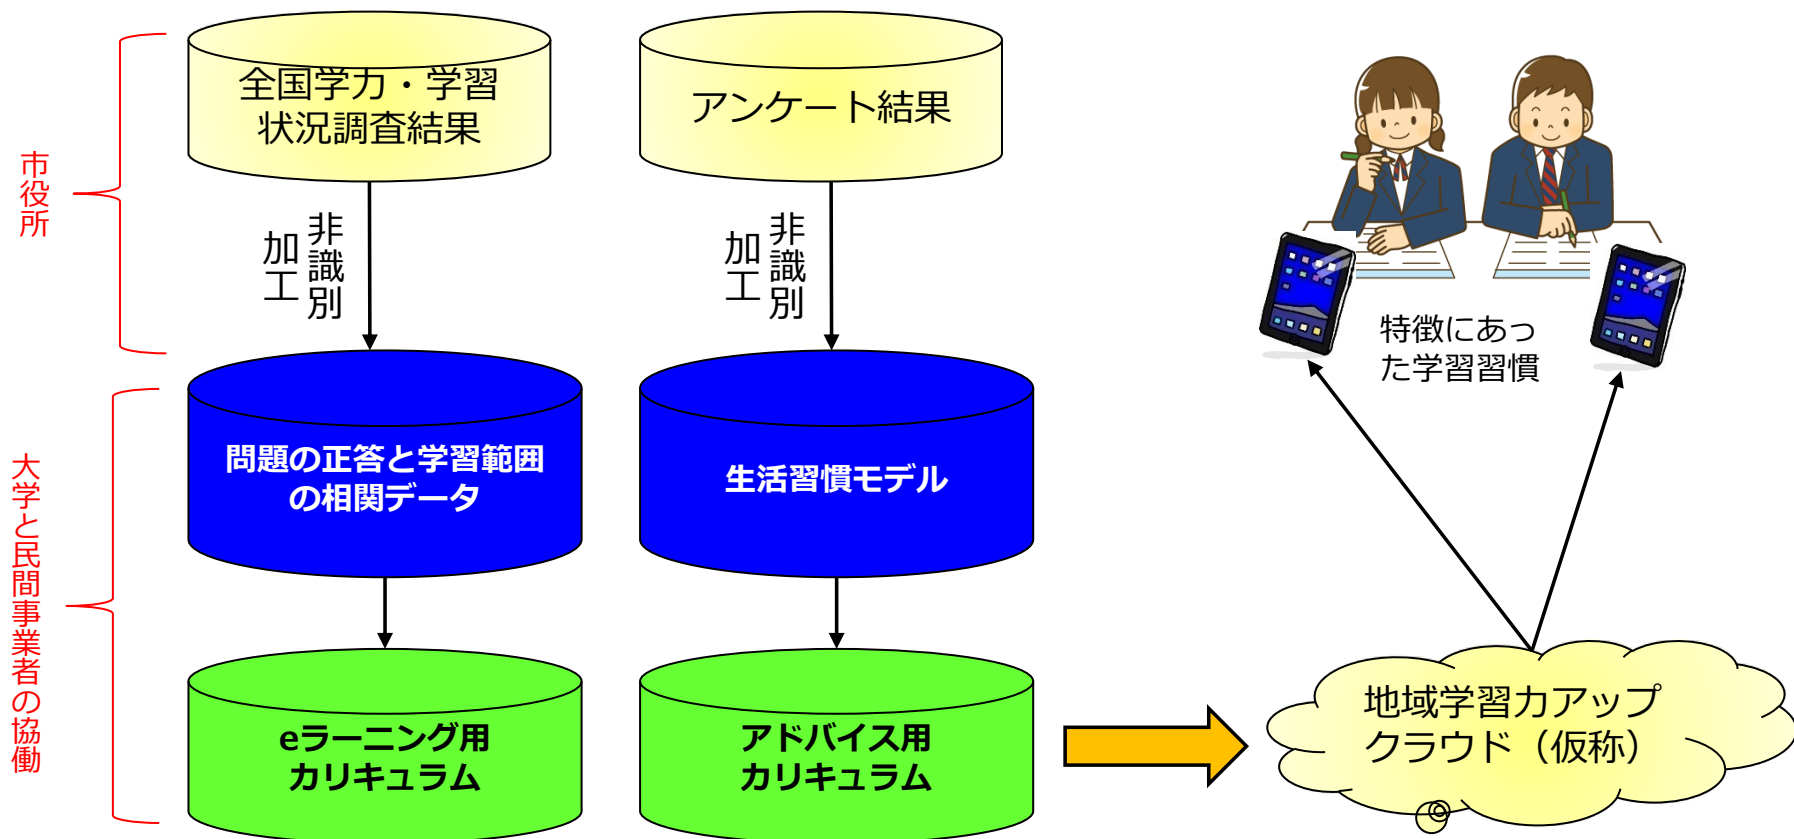 市役所
全国学力・学習
状況調査結果
アンケート結果
非識別
加工
非識別
加工
特徴にあっ
た学習習慣
大学と民間事業者の協働
問題の正答と学習範囲
の相関データ
生活習慣モデル
eラーニング用
カリキュラム
アドバイス用
カリキュラム
地域学習力アップ
クラウド（仮称）